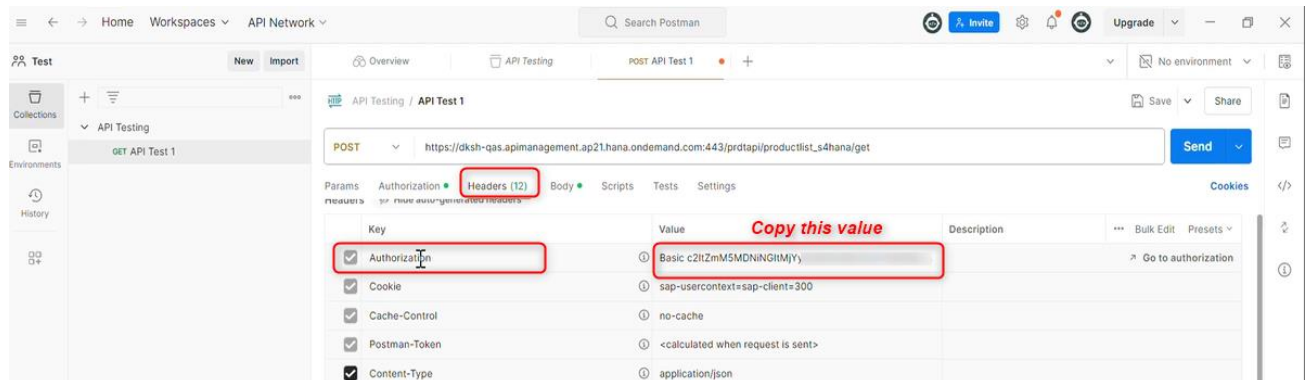 Home Workspaces API Network Search Postman Invite Upgrade
Test New Import Overview API Testing POST API Test 1 No environment
Collections API Testing / API Test 1 Save Share
API Testing
GET API Test 1 POST https://dksh-qas.apimanagement.ap21.hana.ondemand.com:443/prdtapi/productlist_s4hana/get Send
Environments
Params Authorization Headers (12) Body Scripts Tests Settings Cookies
History Headers Hide auto-generated headers
Key Value Copy this value Description Bulk Edit Presets
Authorization Basic c2ItZmM5MDNiNGItMjYy Go to authorization
Cookie sap-usercontext=sap-client=300
Cache-Control no-cache
Postman-Token <calculated when request is sent>
Content-Type application/json